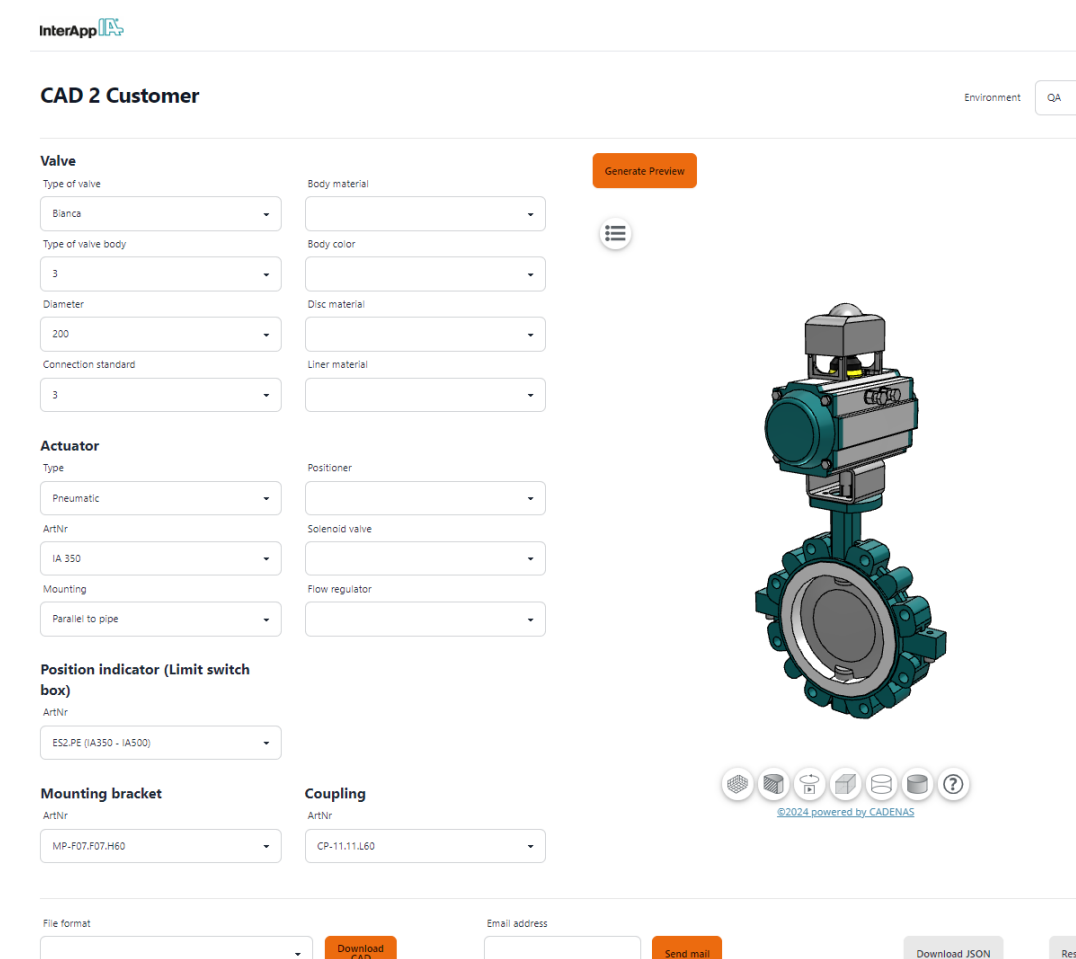 InterApp IA
CAD 2 Customer
Environment
QA
Valve
Type of valve
Body material
Bianca
Type of valve body
Body color
3
Diameter
Disc material
200
Connection standard
Liner material
3
Actuator
Type
Positioner
Pneumatic
ArtNr
Solenoid valve
IA 350
Mounting
Flow regulator
Parallel to pipe
Position indicator (Limit switch
box)
ArtNr
ES2.PE (IA350 - IA500)
Mounting bracket
Coupling
ArtNr
ArtNr
MP-F07.F07.H60
CP-11.11.L60
Generate Preview
?
©2024 powered by CADENAS
File format
Email address
Download
CAD
Send mail
Download JSON
Res